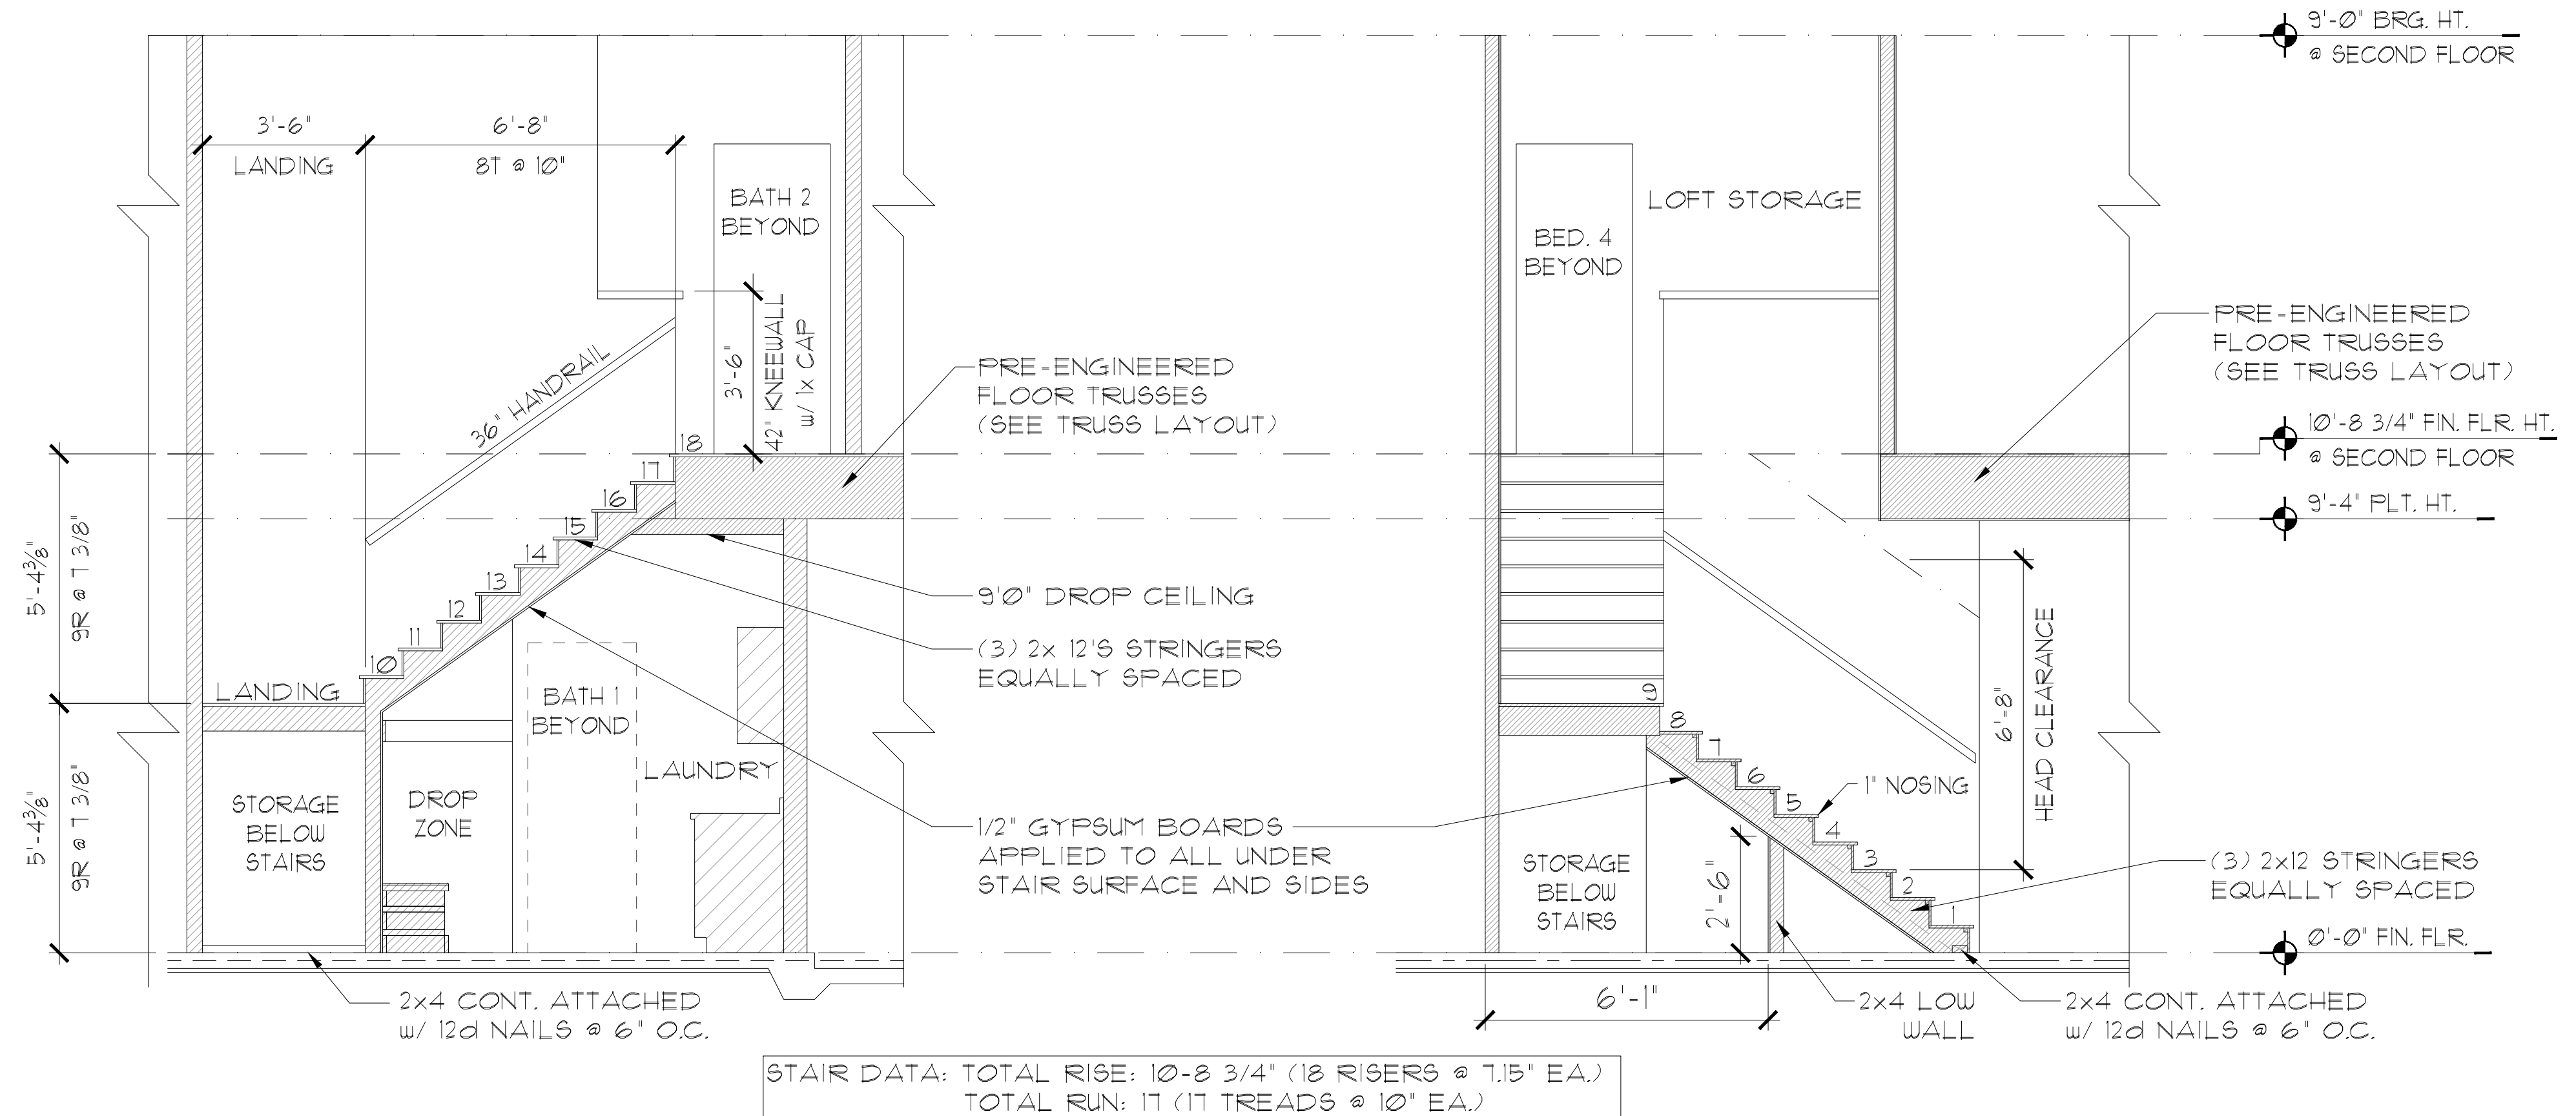 9'-0" BRG. HT.
@ SECOND FLOOR
3'-6"
LANDING
6'-8"
8T @ 10"
BATH 2
BEYOND
36" HANDRAIL
3'-6"
42" KNEEWALL
w/ 1x CAP
PRE-ENGINEERED
FLOOR TRUSSES
(SEE TRUSS LAYOUT)
18
17
16
15
14
13
12
11
10
5'-4 3/8"
9R @ 7 3/8"
LANDING
9'0" DROP CEILING
(3) 2x 12'S STRINGERS
EQUALLY SPACED
BATH 1
BEYOND
LAUNDRY
5'-4 3/8"
9R @ 7 3/8"
STORAGE
BELOW
STAIRS
DROP
ZONE
1/2" GYPSUM BOARDS
APPLIED TO ALL UNDER
STAIR SURFACE AND SIDES
2x4 CONT. ATTACHED
w/ 12d NAILS @ 6" O.C.
LOFT STORAGE
BED. 4
BEYOND
PRE-ENGINEERED
FLOOR TRUSSES
(SEE TRUSS LAYOUT)
10'-8 3/4" FIN. FLR. HT.
@ SECOND FLOOR
9'-4" PLT. HT.
9
8
7
6
5
4
3
2
1
1" NOSING
6'-8"
HEAD CLEARANCE
(3) 2x12 STRINGERS
EQUALLY SPACED
STORAGE
BELOW
STAIRS
2'-6"
0'-0" FIN. FLR.
6'-1"
2x4 LOW
WALL
2x4 CONT. ATTACHED
w/ 12d NAILS @ 6" O.C.
STAIR DATA: TOTAL RISE: 10-8 3/4" (18 RISERS @ 7.15" EA.)
TOTAL RUN: 17 (17 TREADS @ 10" EA.)